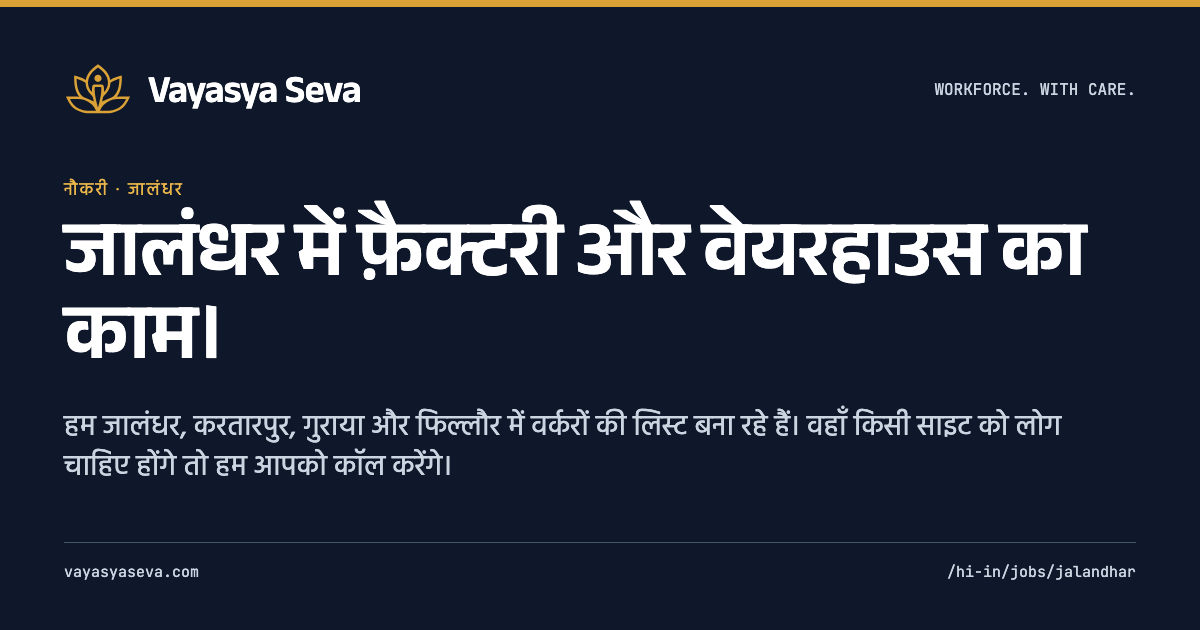 Vayasya Seva
WORKFORCE. WITH CARE.
नौकरी · जालंधर
जालंधर में फ़ैक्टरी और वेयरहाउस का
काम।
हम जालंधर, करतारपुर, गुराया और फिल्लौर में वर्करों की लिस्ट बना रहे हैं। वहाँ किसी साइट को लोग
चाहिए होंगे तो हम आपको कॉल करेंगे।
vayasyaseva.com
/hi-in/jobs/jalandhar